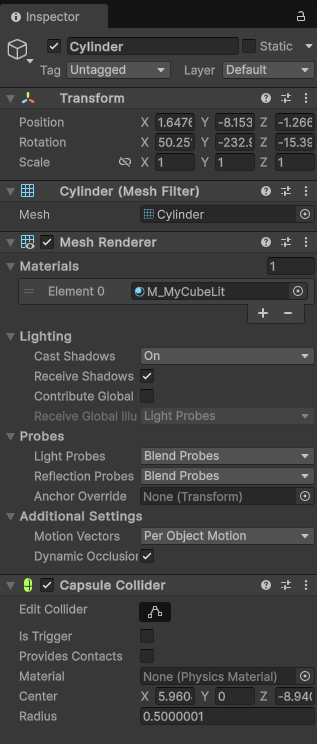 Inspector
Cylinder Static
Tag Untagged Layer Default
Transform
Position X 1.6476 Y -8.153 Z -1.266
Rotation X 50.25 Y -232.9 Z -15.39
Scale X 1 Y 1 Z 1
Cylinder (Mesh Filter)
Mesh Cylinder
Mesh Renderer
Materials 1
Element 0 M_MyCubeLit
+ −
Lighting
Cast Shadows On
Receive Shadows
Contribute Global
Receive Global Illu Light Probes
Probes
Light Probes Blend Probes
Reflection Probes Blend Probes
Anchor Override None (Transform)
Additional Settings
Motion Vectors Per Object Motion
Dynamic Occlusion
Capsule Collider
Edit Collider
Is Trigger
Provides Contacts
Material None (Physics Material)
Center X 5.960 Y 0 Z -8.940
Radius 0.5000001